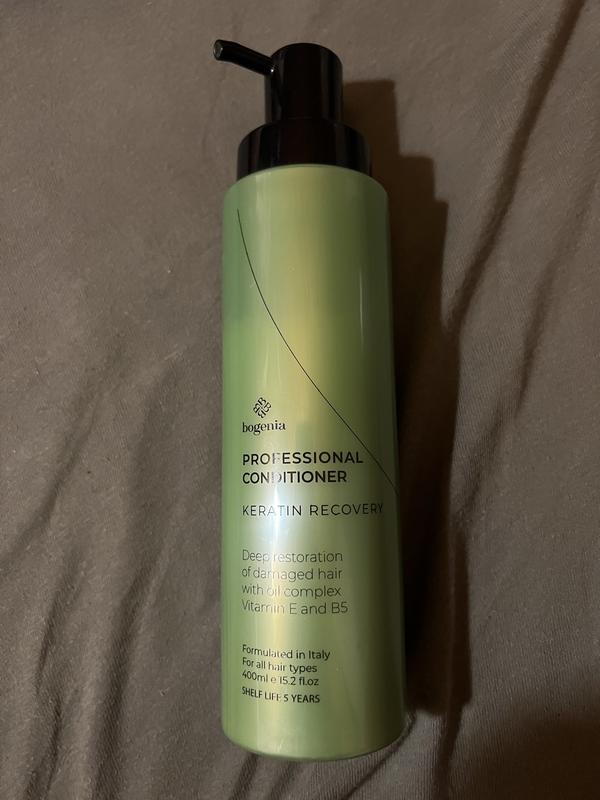 bogenia
PROFESSIONAL
CONDITIONER
KERATIN RECOVERY
Deep restoration
of damaged hair
with oil complex
Vitamin E and B5
Formulated in Italy
For all hair types
400ml e 15.2 fl.oz
SHELF LIFE 5 YEARS